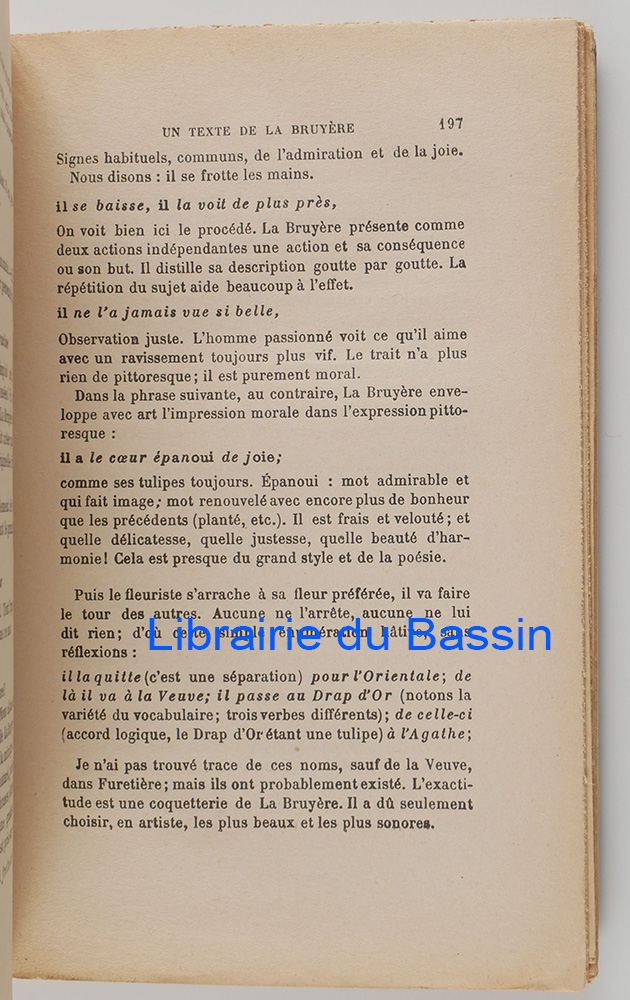 UN TEXTE DE LA BRUYÈRE 197
Signes habituels, communs, de l'admiration et de la joie.
Nous disons : il se frotte les mains.
il se baisse, il la voit de plus près,
On voit bien ici le procédé. La Bruyère présente comme
deux actions indépendantes une action et sa conséquence
ou son but. Il distille sa description goutte par goutte. La
répétition du sujet aide beaucoup à l'effet.
il ne l'a jamais vue si belle,
Observation juste. L'homme passionné voit ce qu'il aime
avec un ravissement toujours plus vif. Le trait n'a plus
rien de pittoresque; il est purement moral.
Dans la phrase suivante, au contraire, La Bruyère enve-
loppe avec art l'impression morale dans l'expression pitto-
resque :
il a le cœur épanoui de joie;
comme ses tulipes toujours. Épanoui : mot admirable et
qui fait image; mot renouvelé avec encore plus de bonheur
que les précédents (planté, etc.). Il est frais et velouté; et
quelle délicatesse, quelle justesse, quelle beauté d'har-
monie! Cela est presque du grand style et de la poésie.
Puis le fleuriste s'arrache à sa fleur préférée, il va faire
le tour des autres. Aucune ne l'arrête, aucune ne lui
dit rien; d'où cette simple énumération hâtive, sans
Librairie du Bassin
réflexions :
il la quitte (c'est une séparation) pour l'Orientale; de
là il va à la Veuve; il passe au Drap d'Or (notons la
variété du vocabulaire; trois verbes différents); de celle-ci
(accord logique, le Drap d'Or étant une tulipe) à l'Agathe;
Je n'ai pas trouvé trace de ces noms, sauf de la Veuve,
dans Furetière; mais ils ont probablement existé. L'exacti-
tude est une coquetterie de La Bruyère. Il a dû seulement
choisir, en artiste, les plus beaux et les plus sonores.